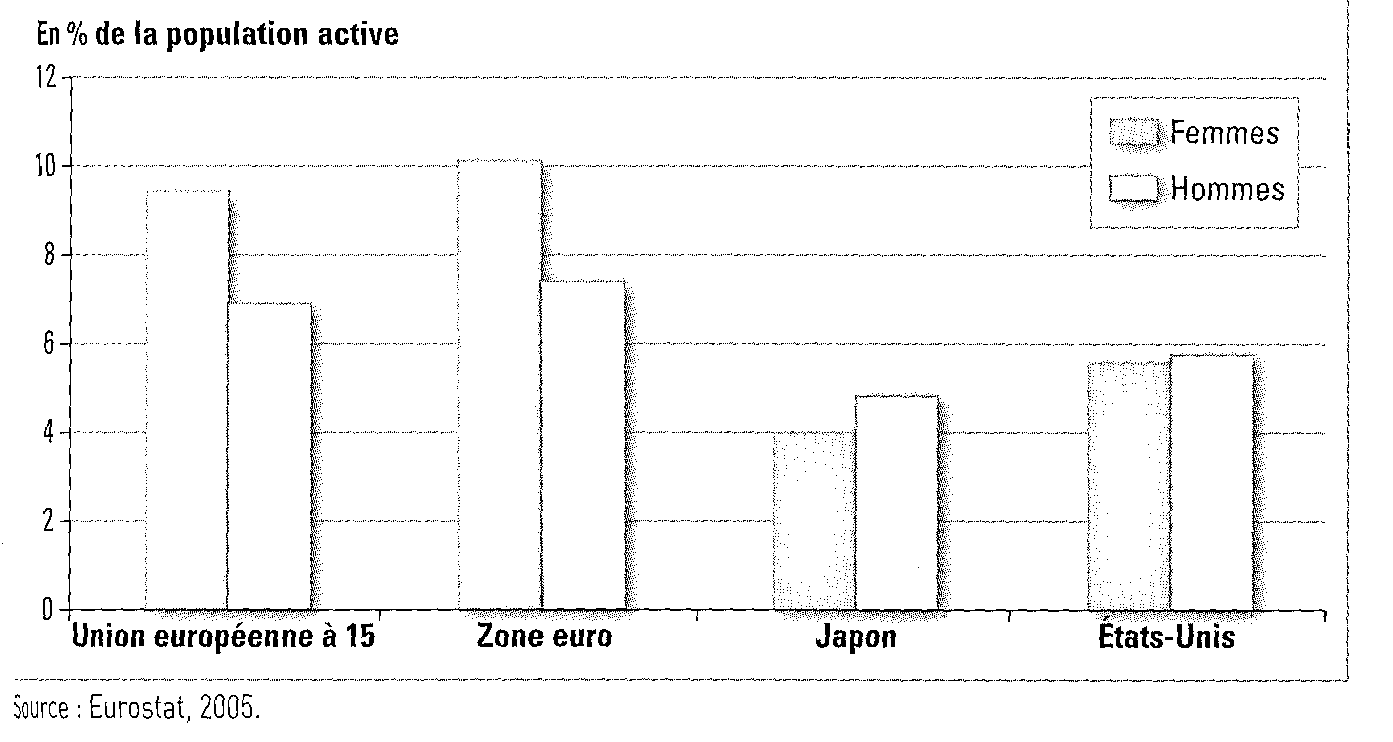 En % de la population active
12
10
8
6
4
2
0
Femmes
Hommes
Union européenne à 15
Zone euro
Japon
États-Unis
Source : Eurostat, 2005.